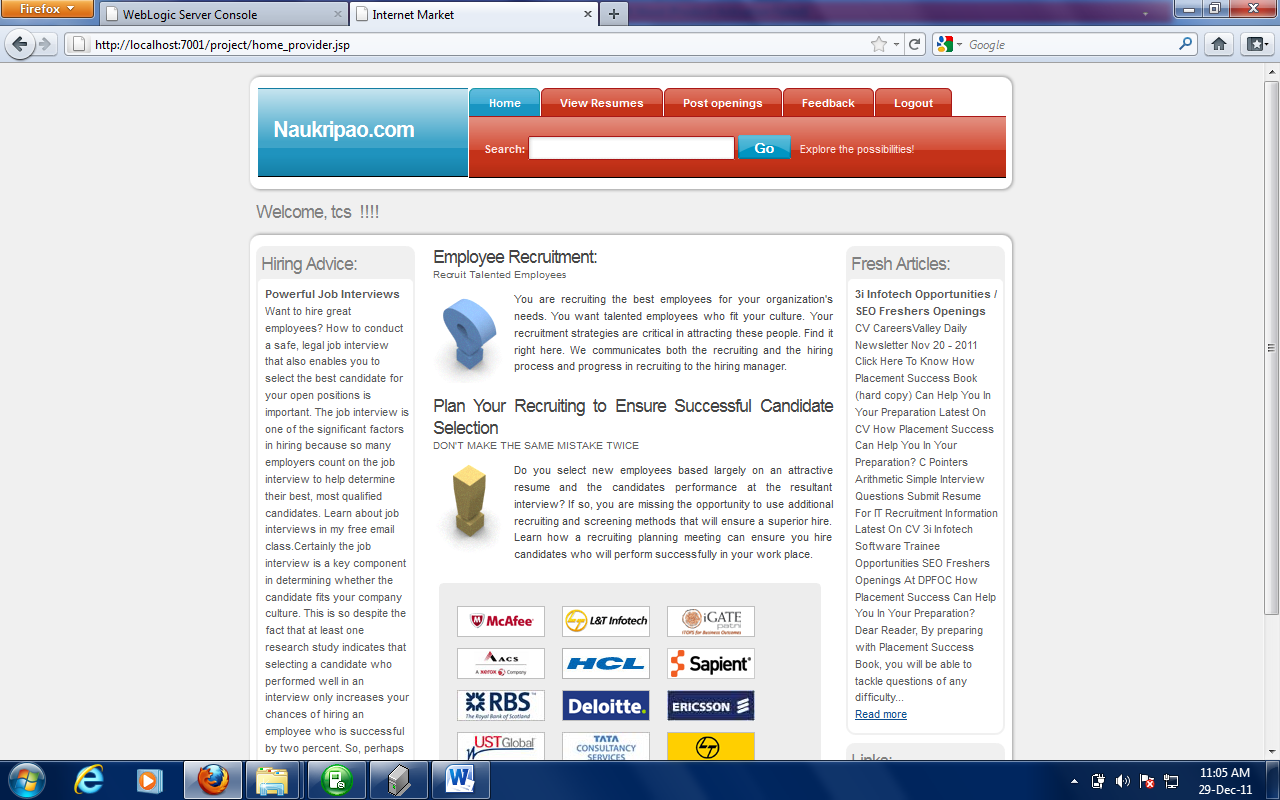 Firefox
WebLogic Server Console
Internet Market
http://localhost:7001/project/home_provider.jsp
Google
Naukripao.com
Home
View Resumes
Post openings
Feedback
Logout
Search:
Go
Explore the possibilities!
Welcome, tcs !!!!
Hiring Advice:
Powerful Job Interviews
Want to hire great
employees? How to conduct
a safe, legal job interview
that also enables you to
select the best candidate for
your open positions is
important. The job interview is
one of the significant factors
in hiring because so many
employers count on the job
interview to help determine
their best, most qualified
candidates. Learn about job
interviews in my free email
class.Certainly the job
interview is a key component
in determining whether the
candidate fits your company
culture. This is so despite the
fact that at least one
research study indicates that
selecting a candidate who
performed well in an
interview only increases your
chances of hiring an
employee who is successful
by two percent. So, perhaps
Employee Recruitment:
Recruit Talented Employees
You are recruiting the best employees for your organization's
needs. You want talented employees who fit your culture. Your
recruitment strategies are critical in attracting these people. Find it
right here. We communicates both the recruiting and the hiring
process and progress in recruiting to the hiring manager.
Plan Your Recruiting to Ensure Successful Candidate
Selection
DON'T MAKE THE SAME MISTAKE TWICE
Do you select new employees based largely on an attractive
resume and the candidates performance at the resultant
interview? If so, you are missing the opportunity to use additional
recruiting and screening methods that will ensure a superior hire.
Learn how a recruiting planning meeting can ensure you hire
candidates who will perform successfully in your work place.
McAfee
L&T Infotech
iGATE
patni
iTOPS for Business Outcomes
ACS
A xerox Company
HCL
Sapient
RBS
The Royal Bank of Scotland
Deloitte.
ERICSSON
UST Global
TATA
CONSULTANCY
SERVICES
Fresh Articles:
3i Infotech Opportunities /
SEO Freshers Openings
CV CareersValley Daily
Newsletter Nov 20 - 2011
Click Here To Know How
Placement Success Book
(hard copy) Can Help You In
Your Preparation Latest On
CV How Placement Success
Can Help You In Your
Preparation? C Pointers
Arithmetic Simple Interview
Questions Submit Resume
For IT Recruitment Information
Latest On CV 3i Infotech
Software Trainee
Opportunities SEO Freshers
Openings At DPFOC How
Placement Success Can Help
You In Your Preparation?
Dear Reader, By preparing
with Placement Success
Book, you will be able to
tackle questions of any
difficulty...
Read more
Links:
11:05 AM
29-Dec-11